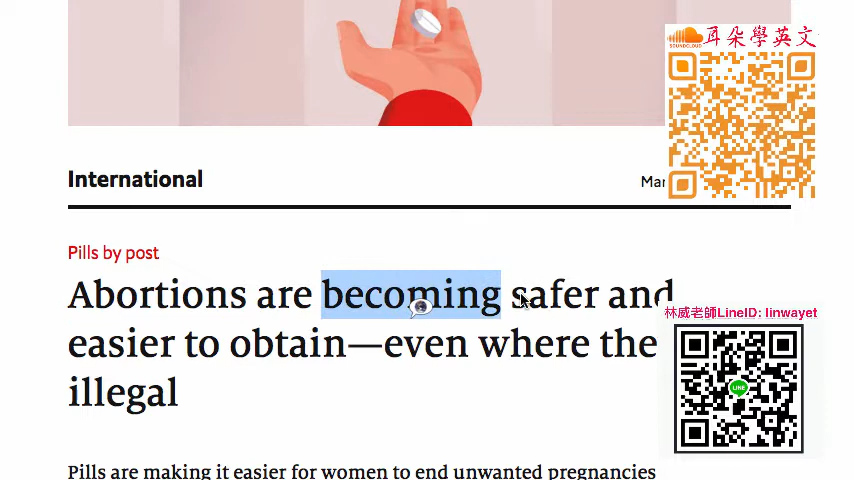 SOUNDCLOUD
耳朵學英文
International
Mar
Pills by post
Abortions are becoming safer and
easier to obtain—even where the
illegal
林威老師LineID: linwayet
LINE
Pills are making it easier for women to end unwanted pregnancies